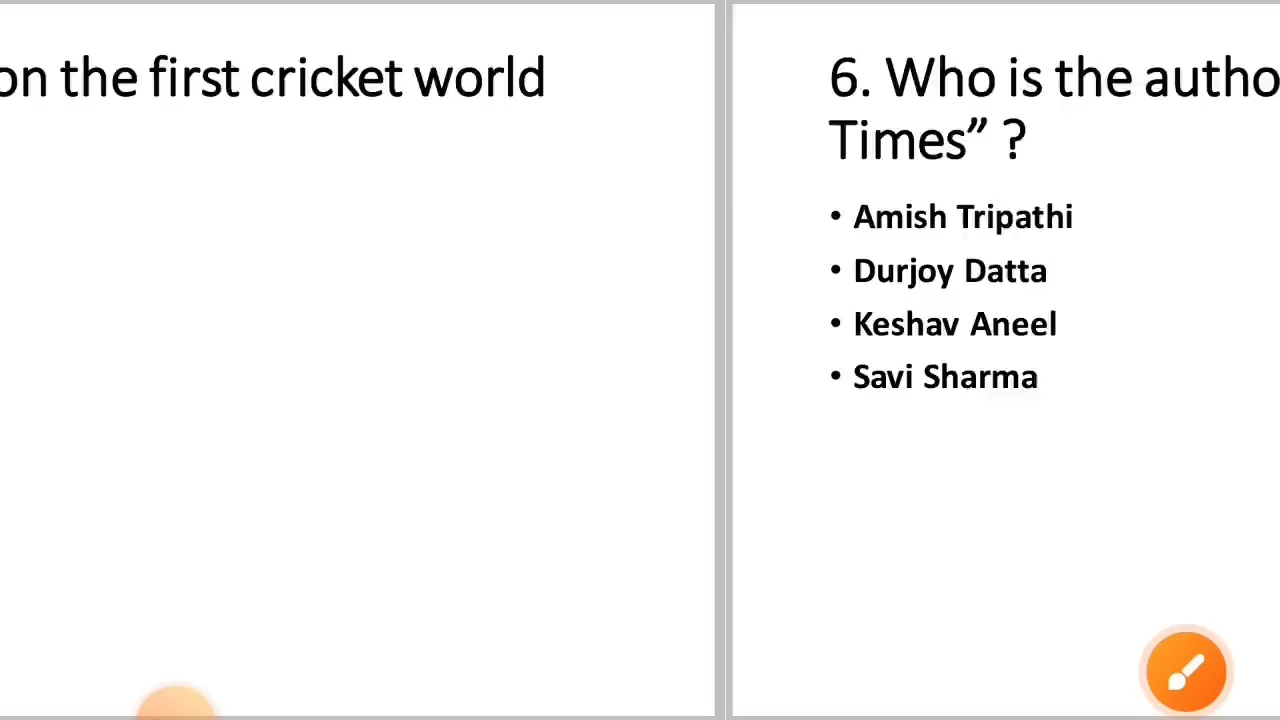 on the first cricket world
6. Who is the autho
Times” ?
• Amish Tripathi
• Durjoy Datta
• Keshav Aneel
• Savi Sharma